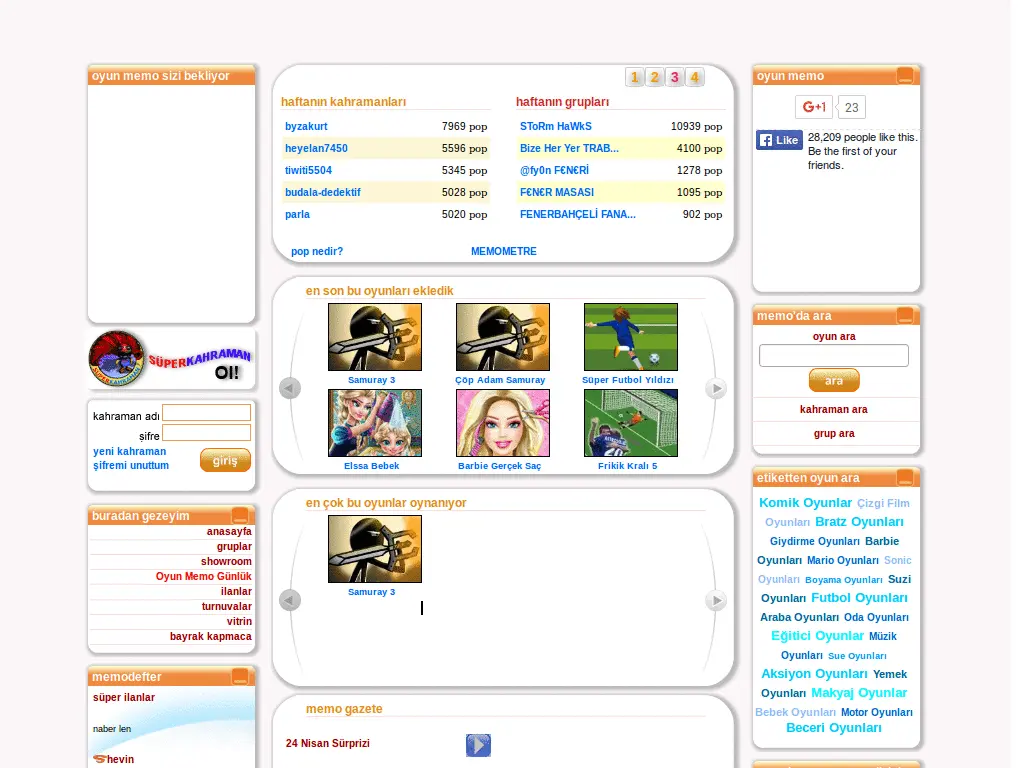 oyun memo sizi bekliyor
SÜPERKAHRAMAN
Ol!
kahraman adı
şifre
yeni kahraman
şifremi unuttum
giriş
buradan gezeyim
anasayfa
gruplar
showroom
Oyun Memo Günlük
ilanlar
turnuvalar
vitrin
bayrak kapmaca
memodefter
süper ilanlar
naber len
Shevin
1 2 3 4
haftanın kahramanları
byzakurt 7969 pop
heyelan7450 5596 pop
tiwiti5504 5345 pop
budala-dedektif 5028 pop
parla 5020 pop
haftanın grupları
SToRm HaWkS 10939 pop
Bize Her Yer TRAB... 4100 pop
@fy0n F€N€Rİ 1278 pop
F€N€R MASASI 1095 pop
FENERBAHÇELİ FANA... 902 pop
pop nedir? MEMOMETRE
en son bu oyunları ekledik
Samuray 3 Çöp Adam Samuray Süper Futbol Yıldızı
Elssa Bebek Barbie Gerçek Saç Frikik Kralı 5
en çok bu oyunlar oynanıyor
Samuray 3
memo gazete
24 Nisan Sürprizi
oyun memo
G+1 23
Like 28,209 people like this.
Be the first of your
friends.
memo'da ara
oyun ara
ara
kahraman ara
grup ara
etiketten oyun ara
Komik Oyunlar Çizgi Film
Oyunları Bratz Oyunları
Giydirme Oyunları Barbie
Oyunları Mario Oyunları Sonic
Oyunları Boyama Oyunları Suzi
Oyunları Futbol Oyunları
Araba Oyunları Oda Oyunları
Eğitici Oyunlar Müzik
Oyunları Sue Oyunları
Aksiyon Oyunları Yemek
Oyunları Makyaj Oyunlar
Bebek Oyunları Motor Oyunları
Beceri Oyunları